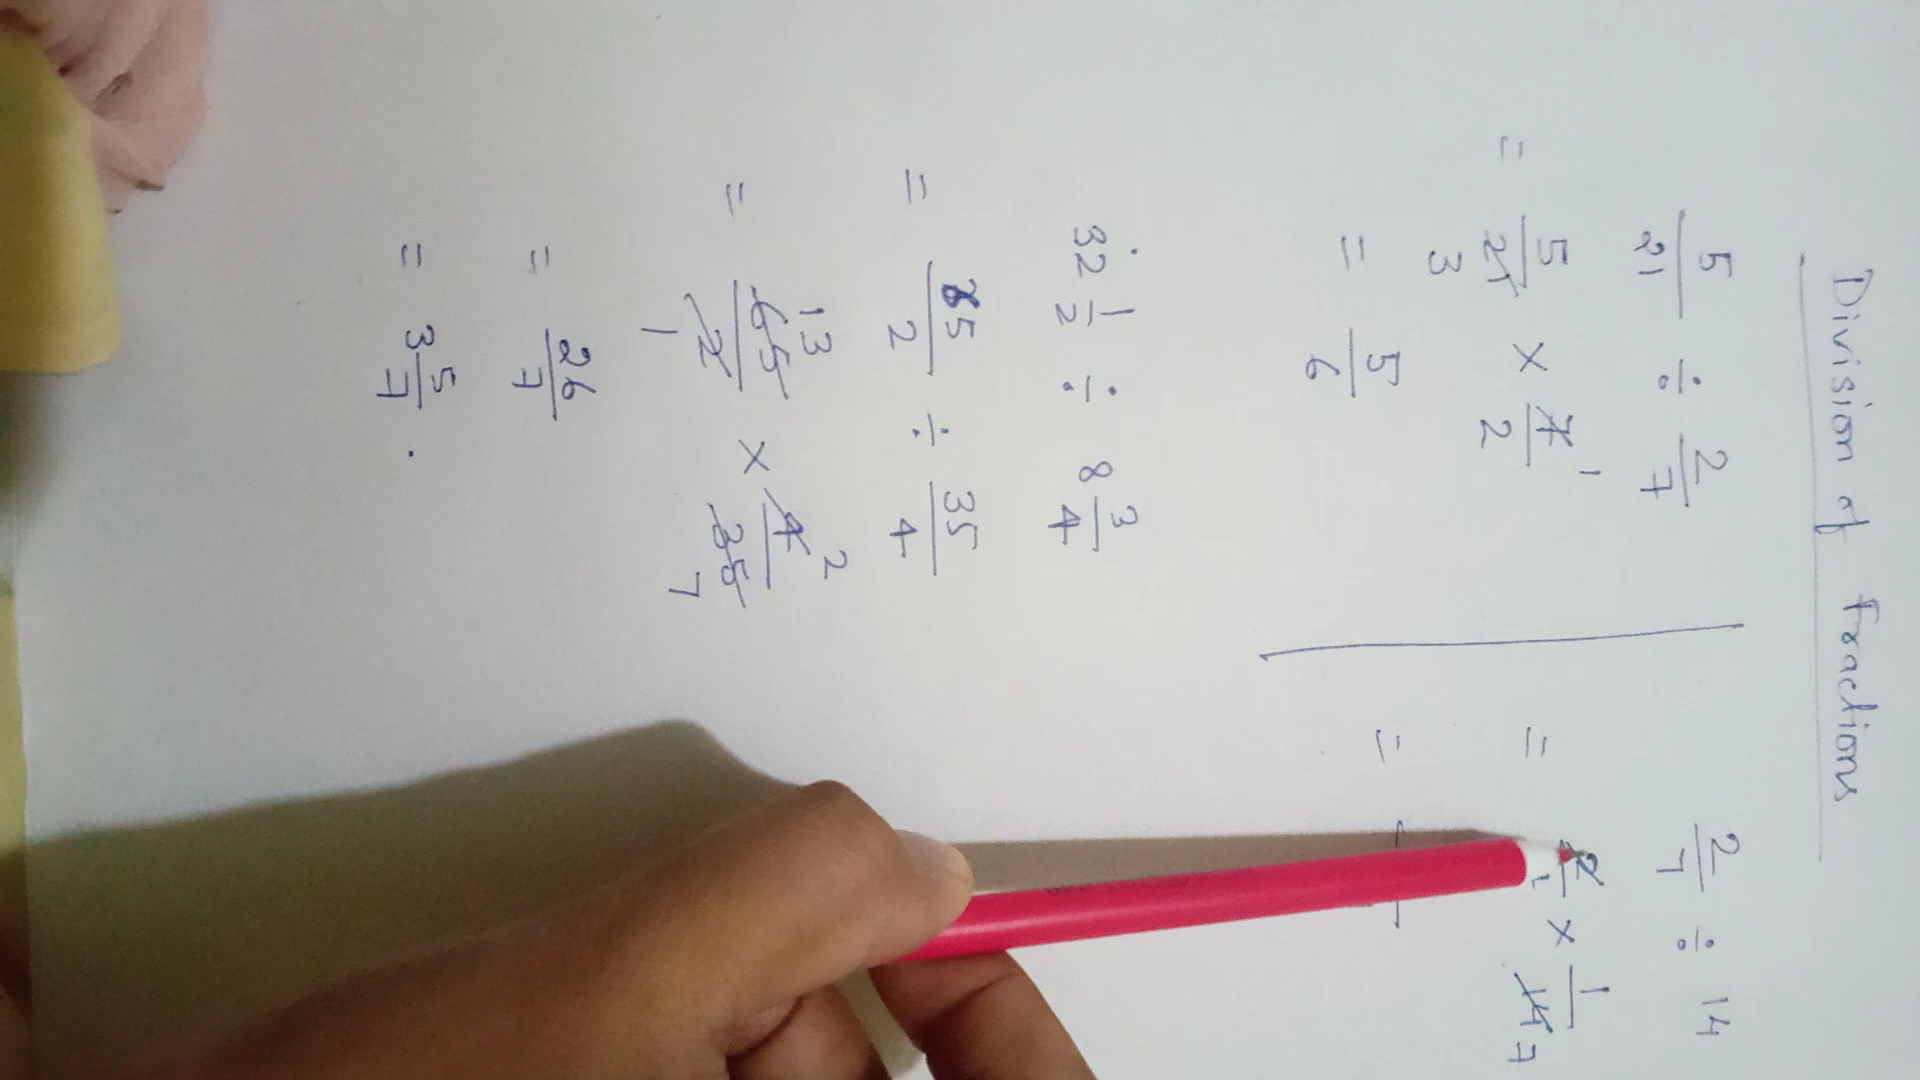 Division of Fractions
5/21 ÷ 2/7
= 5/21 3 × 7/2 1
= 5/6
2/7 ÷ 14
= 2/ 1 × 1/14 7
=
32 1/2 ÷ 8 3/4
= 65/2 ÷ 35/4
= 13 65/2 1 × 4/35 2 7
= 26/7
= 3 5/7.